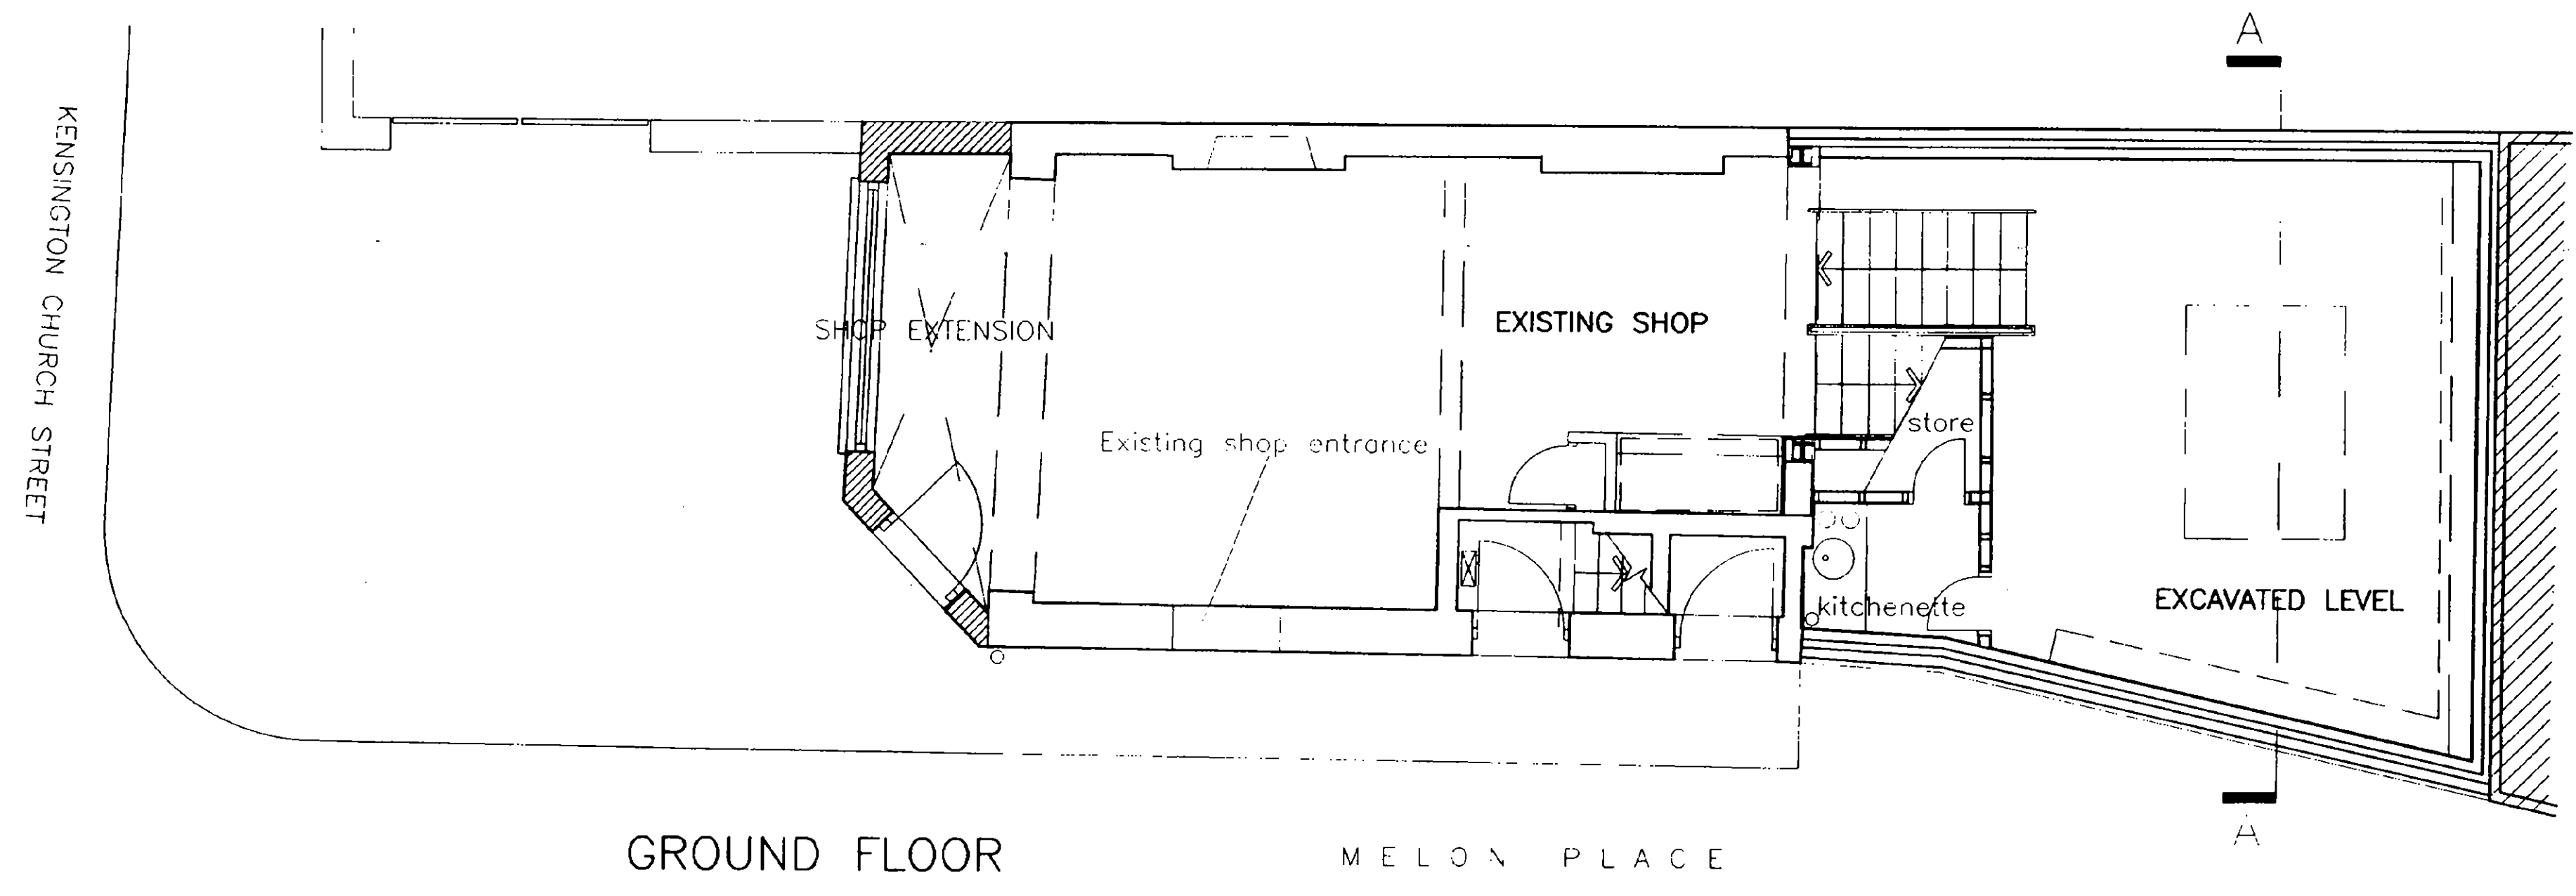 A
KENSINGTON CHURCH STREET
SHOP EXTENSION
EXISTING SHOP
Existing shop entrance
store
kitchenette
EXCAVATED LEVEL
A
GROUND FLOOR
MELON PLACE